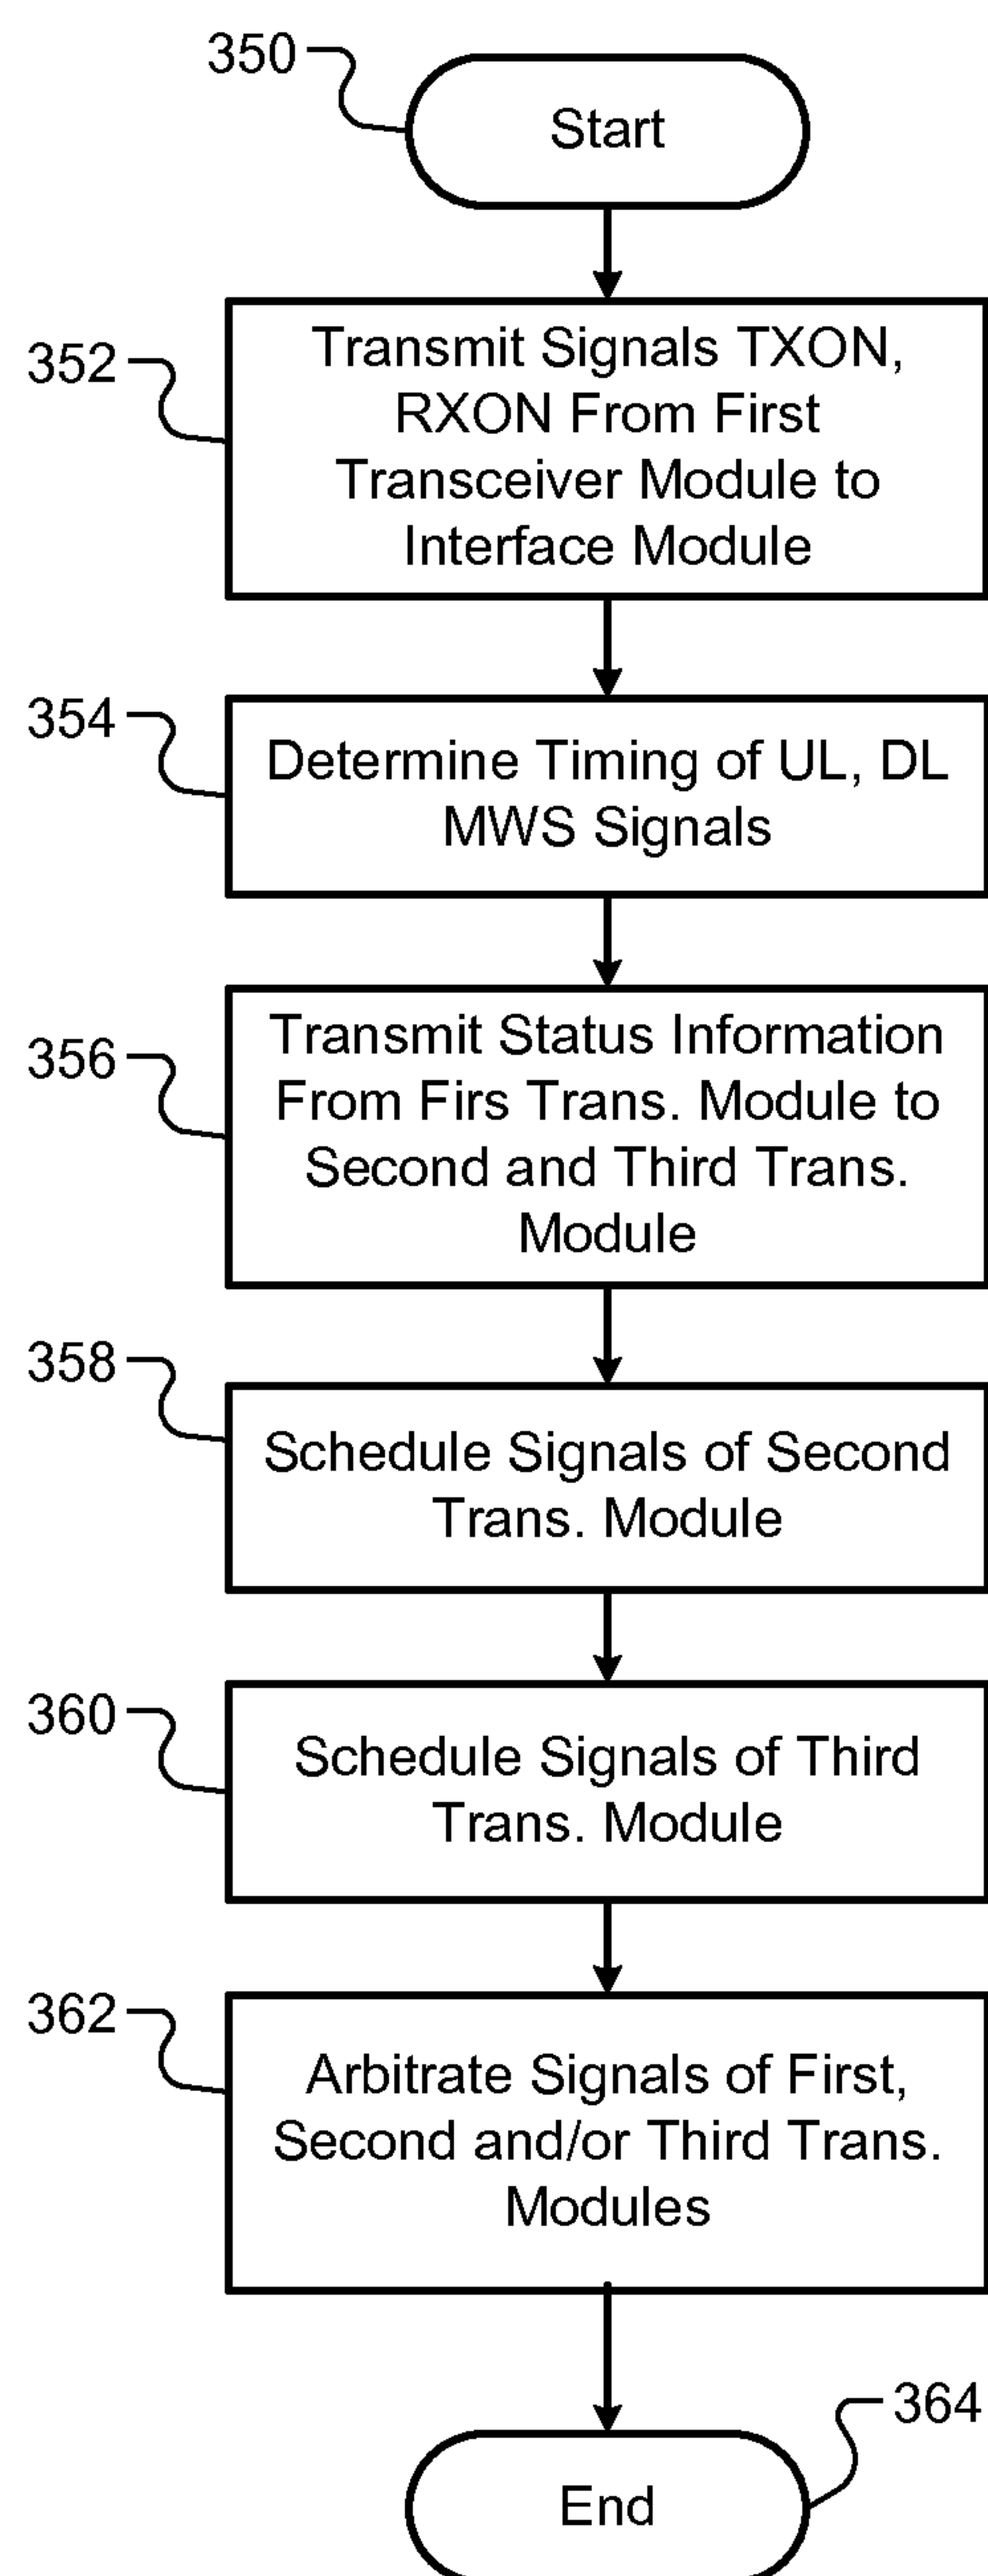 350
Start
352
Transmit Signals TXON,
RXON From First
Transceiver Module to
Interface Module
354
Determine Timing of UL, DL
MWS Signals
356
Transmit Status Information
From Firs Trans. Module to
Second and Third Trans.
Module
358
Schedule Signals of Second
Trans. Module
360
Schedule Signals of Third
Trans. Module
362
Arbitrate Signals of First,
Second and/or Third Trans.
Modules
364
End